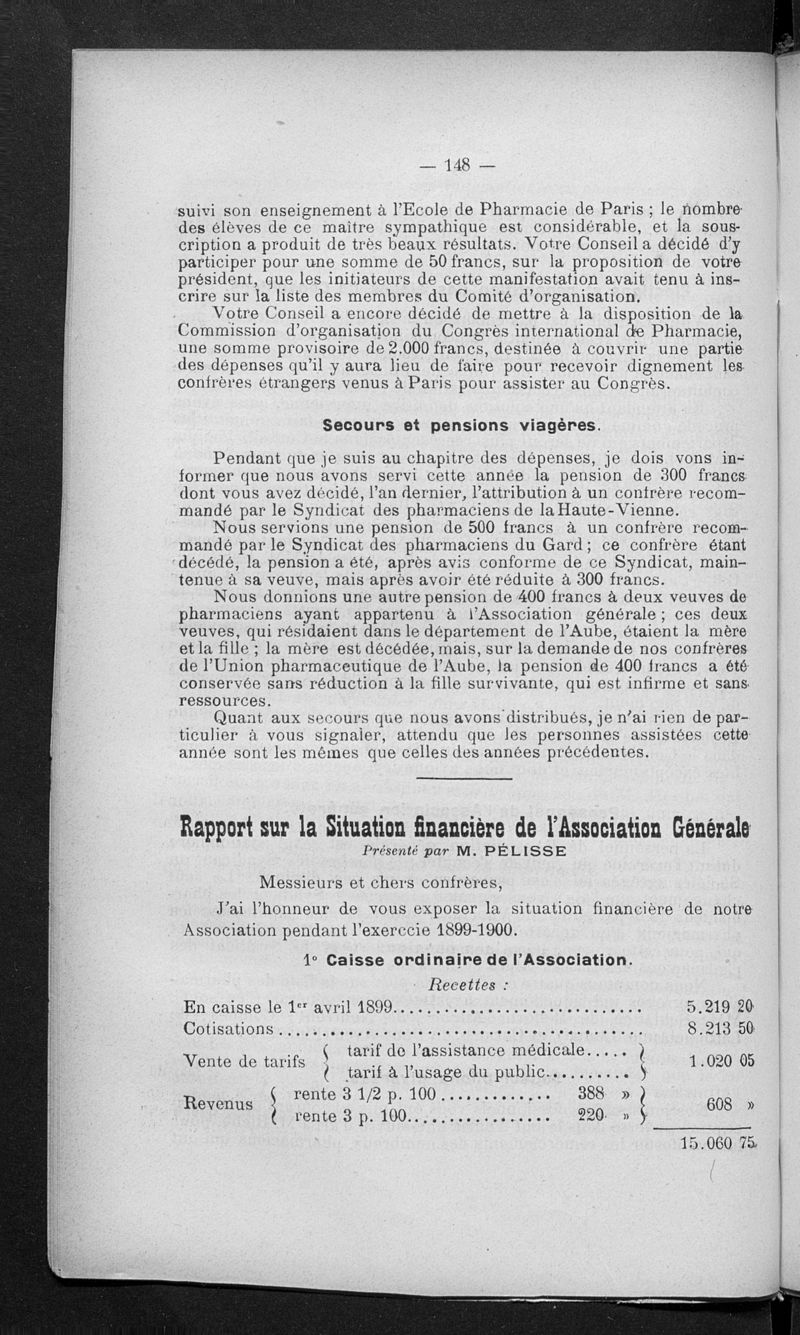 — 148 —
suivi son enseignement à l'Ecole de Pharmacie de Paris ; le nombre
des élèves de ce maître sympathique est considérable, et la sous-
cription a produit de très beaux résultats. Votre Conseil a décidé d'y
participer pour une somme de 50 francs, sur la proposition de votre
président, que les initiateurs de cette manifestation avait tenu à ins-
crire sur la liste des membres du Comité d'organisation.
Votre Conseil a encore décidé de mettre à la disposition de la
Commission d'organisation du Congrès international de Pharmacie,
une somme provisoire de 2.000 francs, destinée à couvrir une partie
des dépenses qu'il y aura lieu de faire pour recevoir dignement les
confrères étrangers venus à Paris pour assister au Congrès.
Secours et pensions viagères.
Pendant que je suis au chapitre des dépenses, je dois vons in-
former que nous avons servi cette année la pension de 300 francs
dont vous avez décidé, l'an dernier, l'attribution à un confrère recom-
mandé par le Syndicat des pharmaciens de la Haute-Vienne.
Nous servions une pension de 500 francs à un confrère recom-
mandé par le Syndicat des pharmaciens du Gard ; ce confrère étant
décédé, la pension a été, après avis conforme de ce Syndicat, main-
tenue à sa veuve, mais après avoir été réduite à 300 francs.
Nous donnions une autre pension de 400 francs à deux veuves de
pharmaciens ayant appartenu à l'Association générale ; ces deux
veuves, qui résidaient dans le département de l'Aube, étaient la mère
et la fille ; la mère est décédée, mais, sur la demande de nos confrères
de l'Union pharmaceutique de l'Aube, la pension de 400 francs a été
conservée sans réduction à la fille survivante, qui est infirme et sans
ressources.
Quant aux secours que nous avons distribués, je n'ai rien de par-
ticulier à vous signaler, attendu que les personnes assistées cette
année sont les mêmes que celles des années précédentes.
Rapport sur la Situation financière de l'Association Générale
Présenté par M. PÉLISSE
Messieurs et chers confrères,
J'ai l'honneur de vous exposer la situation financière de notre
Association pendant l'exerccie 1899-1900.
1° Caisse ordinaire de l'Association.
Recettes :
En caisse le 1er avril 1899.............................. 5.219 20
Cotisations............................................ 8.213 50
Vente de tarifs { tarif de l'assistance médicale..... } 1.020 05
{ tarif à l'usage du public.......... }
Revenus { rente 3 1/2 p. 100............. 388 » } 608 »
{ rente 3 p. 100................. 220 » }
15.060 75